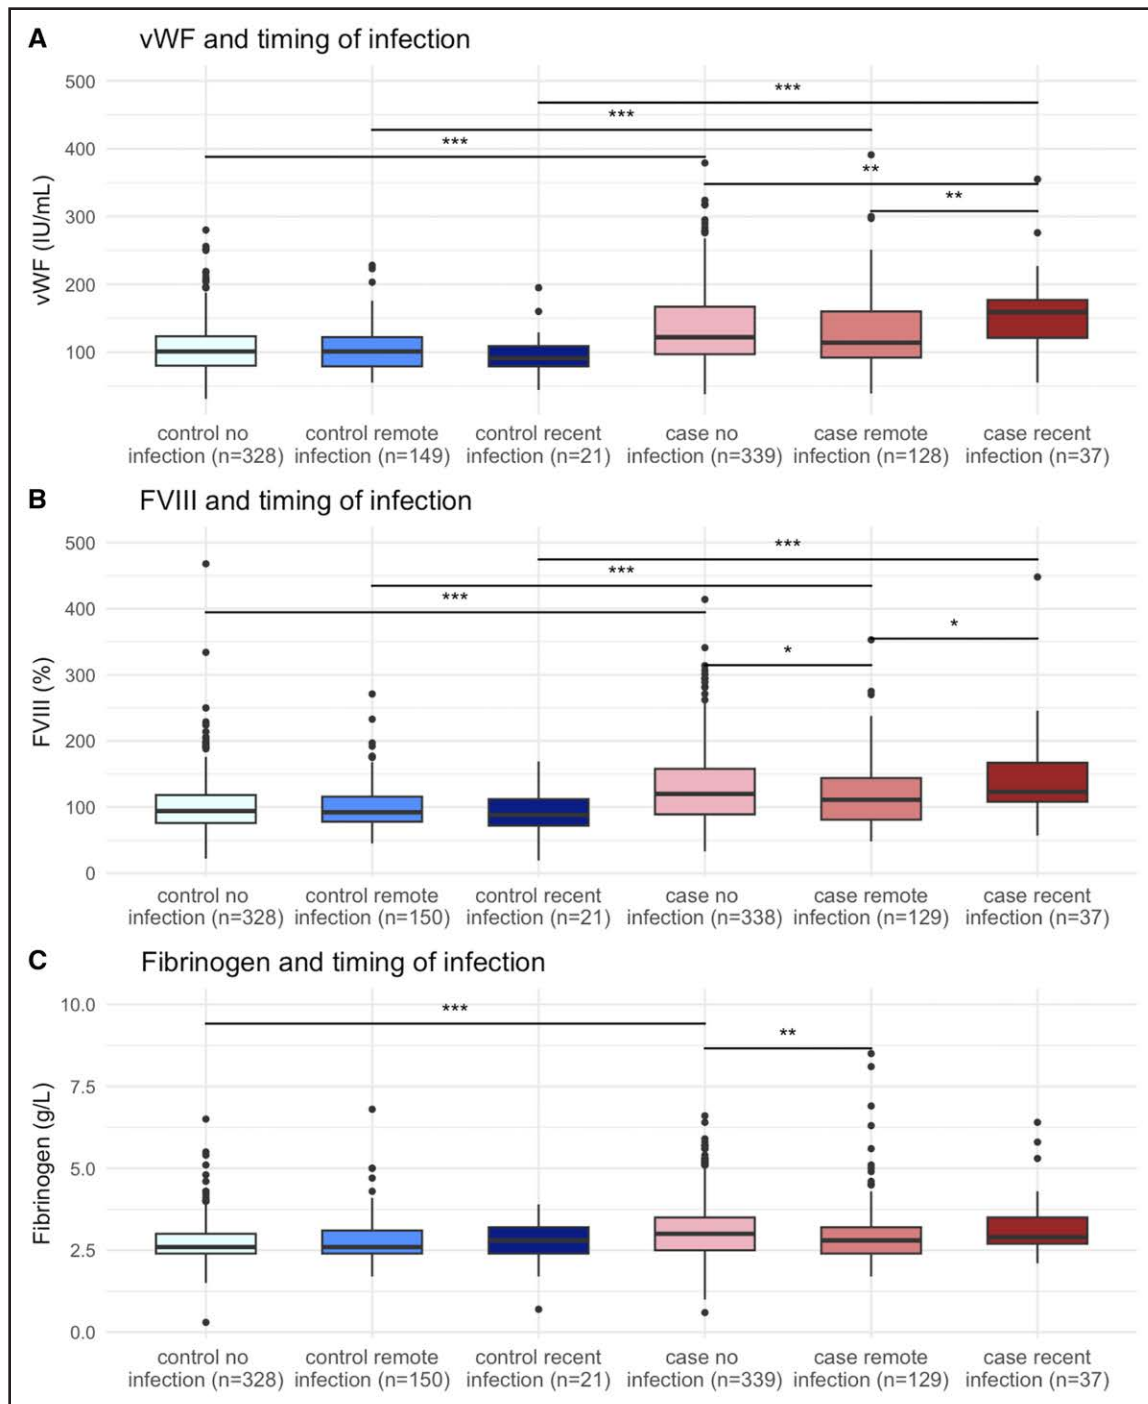 A vWF and timing of infection
500
***
***
400
***
**
300
**
200
100
vWF (IU/mL)
control no control remote control recent case no case remote case recent
infection (n=328) infection (n=149) infection (n=21) infection (n=339) infection (n=128) infection (n=37)
B FVIII and timing of infection
500
***
***
400
***
*
300
*
200
100
0
FVIII (%)
control no control remote control recent case no case remote case recent
infection (n=328) infection (n=150) infection (n=21) infection (n=338) infection (n=129) infection (n=37)
C Fibrinogen and timing of infection
10.0
***
**
7.5
5.0
2.5
0.0
Fibrinogen (g/L)
control no control remote control recent case no case remote case recent
infection (n=328) infection (n=150) infection (n=21) infection (n=339) infection (n=129) infection (n=37)